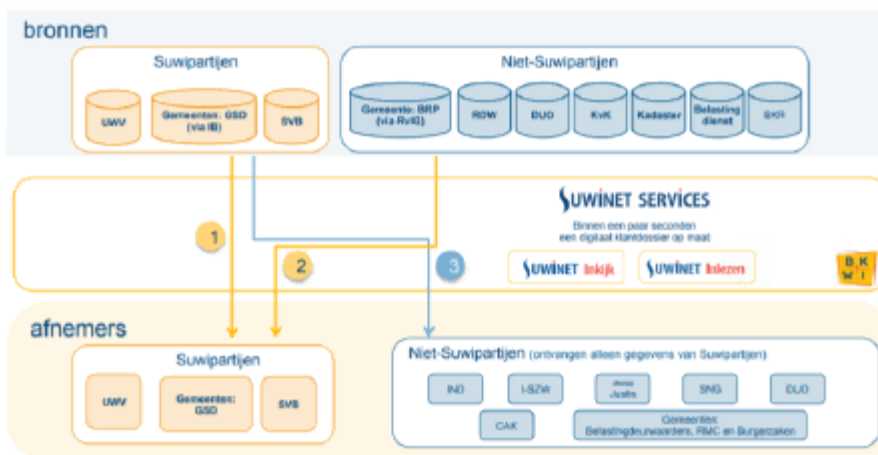 bronnen
Suwipartijen
Niet-Suwipartijen
UWV
Gemeenten: GSD
(via IB)
SVB
Gemeente: BRP
(via RvIG)
RDW
DUO
KvK
Kadaster
Belasting
dienst
BKR
SUWINET SERVICES
Binnen een paar seconden
een digitaal klantdossier op maat
1
2
3
SUWINET Inkijk
SUWINET Inlezen
B K
W I
afnemers
Suwipartijen
Niet-Suwipartijen (ontvangen alleen gegevens van Suwipartijen)
UWV
Gemeenten:
GSD
SVB
IND
I-SZW
Justis
SNG
DUO
CAK
Gemeenten:
Belastingdeurwaarders, RMC en Burgerzaken